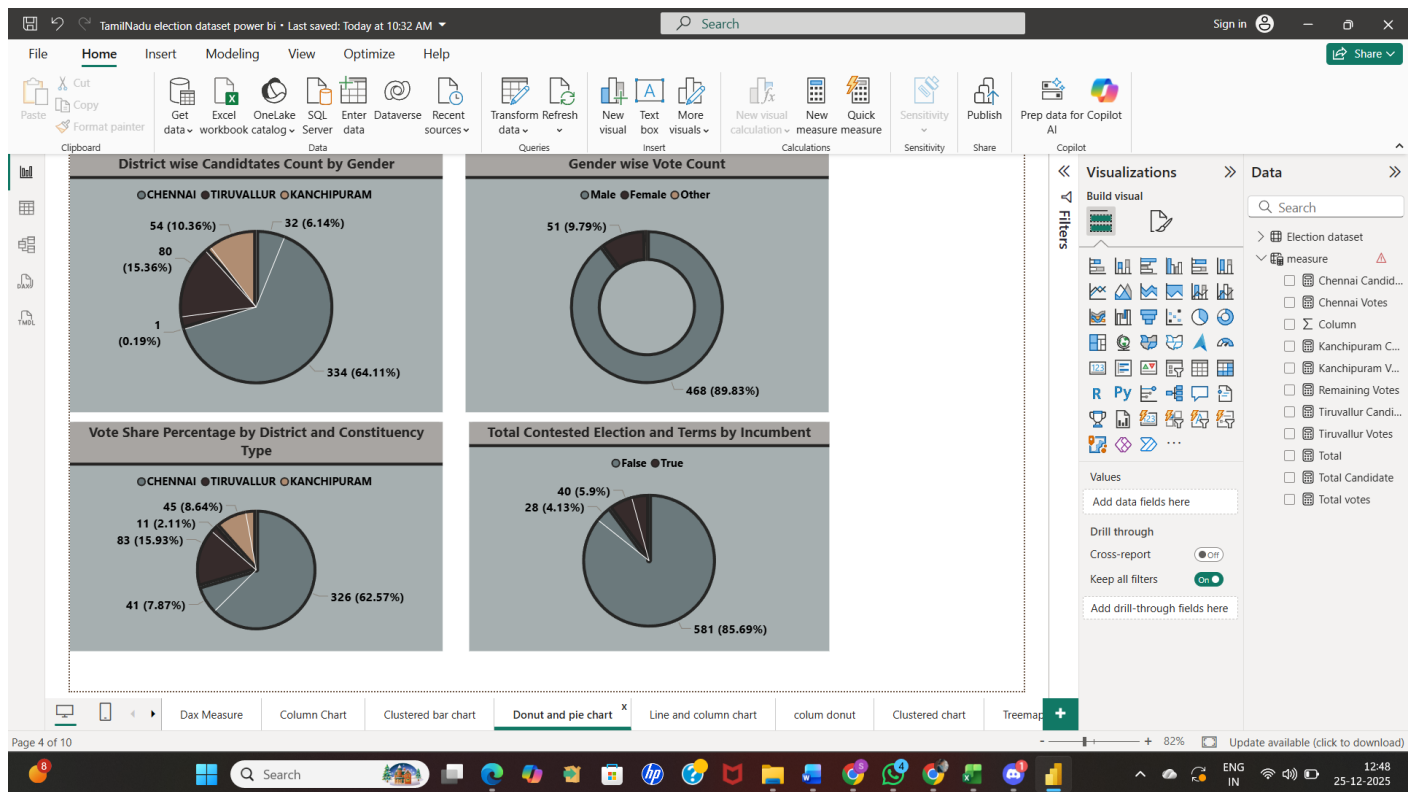 TamilNadu election dataset power bi • Last saved: Today at 10:32 AM
Search
Sign in
File Home Insert Modeling View Optimize Help
Share
Paste
Cut
Copy
Format painter
Clipboard
Get data
Excel workbook
OneLake catalog
SQL Server
Enter data
Dataverse
Recent sources
Data
Transform data
Refresh
Queries
New visual
Text box
More visuals
Insert
New visual calculation
New measure
Quick measure
Calculations
Sensitivity
Sensitivity
Publish
Share
Prep data for AI
Copilot
Copilot
DAX
TMDL
District wise Candidtates Count by Gender
CHENNAI TIRUVALLUR KANCHIPURAM
54 (10.36%)
32 (6.14%)
80
(15.36%)
1
(0.19%)
334 (64.11%)
Gender wise Vote Count
Male Female Other
51 (9.79%)
468 (89.83%)
Vote Share Percentage by District and Constituency
Type
CHENNAI TIRUVALLUR KANCHIPURAM
45 (8.64%)
11 (2.11%)
83 (15.93%)
41 (7.87%)
326 (62.57%)
Total Contested Election and Terms by Incumbent
False True
40 (5.9%)
28 (4.13%)
581 (85.69%)
Filters
Visualizations
Build visual
123
R Py
123
Values
Add data fields here
Drill through
Cross-report
Off
Keep all filters
On
Add drill-through fields here
Data
Search
Election dataset
measure
Chennai Candid...
Chennai Votes
Column
Kanchipuram C...
Kanchipuram V...
Remaining Votes
Tiruvallur Candi...
Tiruvallur Votes
Total
Total Candidate
Total votes
Dax Measure
Column Chart
Clustered bar chart
Donut and pie chart
x
Line and column chart
colum donut
Clustered chart
Treemap
+
Page 4 of 10
- + 82%
Update available (click to download)
8
Search
hp
S
4
1
ENG
IN
12:48
25-12-2025